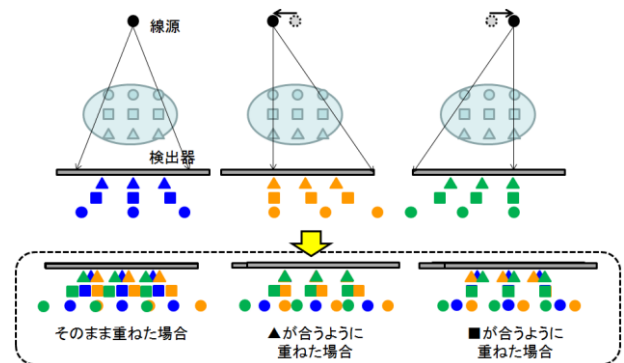 線源
検出器
そのまま重ねた場合
▲が合うように
重ねた場合
■が合うように
重ねた場合